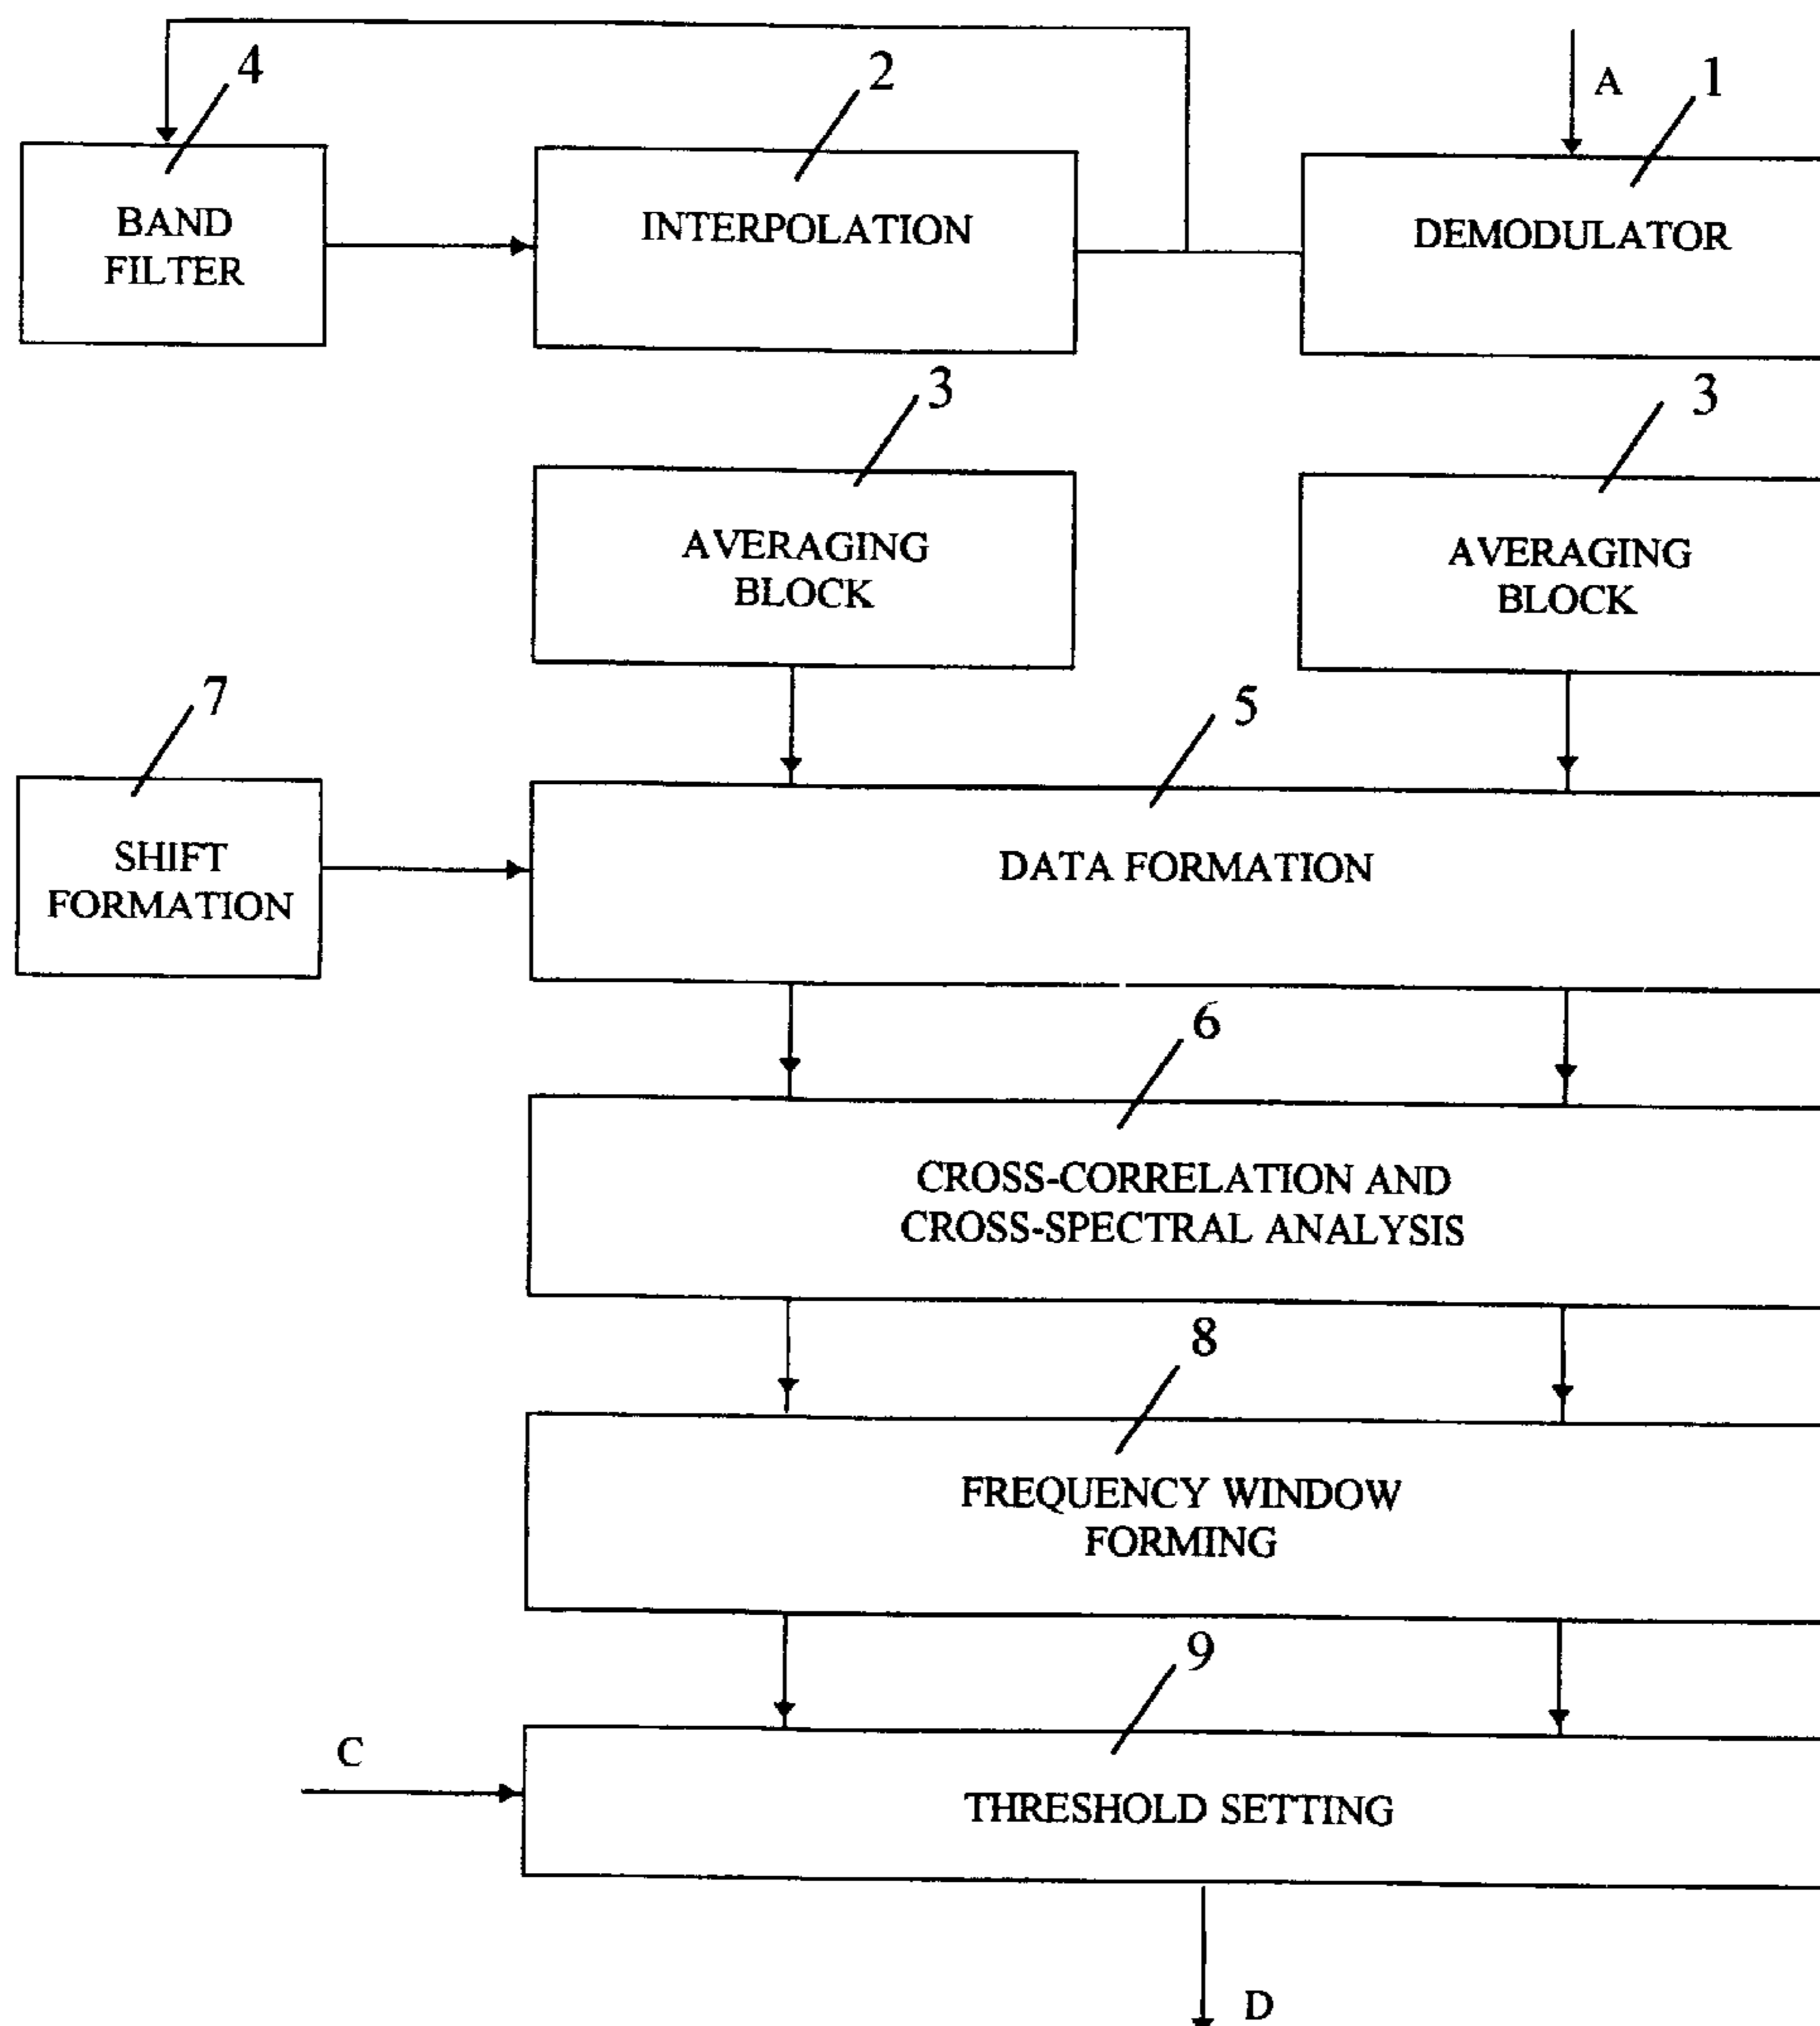 4
2
A
1
BAND
FILTER
INTERPOLATION
DEMODULATOR
3
3
AVERAGING
BLOCK
AVERAGING
BLOCK
7
5
SHIFT
FORMATION
DATA FORMATION
6
CROSS-CORRELATION AND
CROSS-SPECTRAL ANALYSIS
8
FREQUENCY WINDOW
FORMING
9
C
THRESHOLD SETTING
D